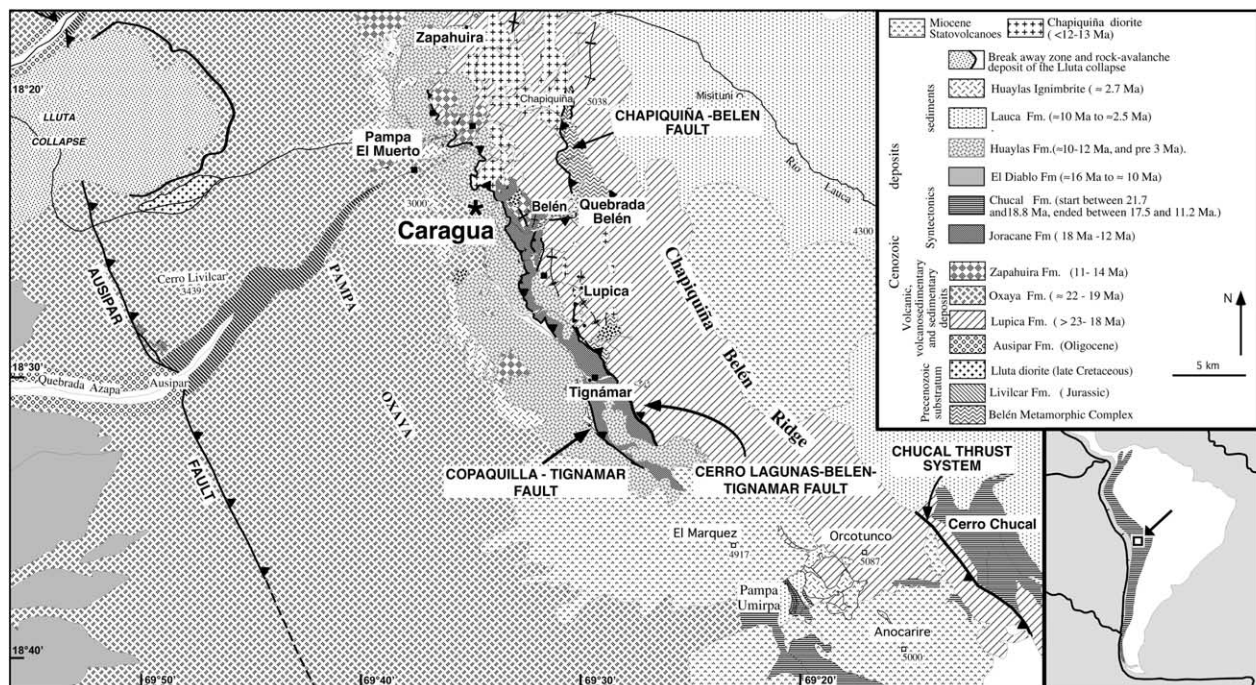 Zapahuira
Misituni
Chapiquiña
5038
18°20'
LLUTA
COLLAPSE
CHAPIQUIÑA -BELEN
FAULT
Pampa
El Muerto
Río
Lauca
3000
Belén
Quebrada
Belén
4300
Caragua
Cerro Livilcar
3439
PAMPA
OXAYA
AUSIPAR
FAULT
Lupica
Chapiquiña
Belén
Ridge
18°30
Quebrada Azapa
Ausipar
Tignámar
COPAQUILLA - TIGNAMAR
FAULT
CERRO LAGUNAS-BELEN-
TIGNAMAR FAULT
CHUCAL THRUST
SYSTEM
Cerro Chucal
El Marquez
4917
Orcotunco
5087
Pampa
Umirpa
Anocarire
5000
18°40
69°50
69°40
69°30
69°20
Miocene
Statovolcanoes
Chapiquiña diorite
( <12-13 Ma)
Break away zone and rock-avalanche
deposit of the Lluta collapse
Huaylas Ignimbrite ( ≈ 2.7 Ma)
Lauca Fm. (≈10 Ma to ≈2.5 Ma)
Huaylas Fm.(≈10-12 Ma, and pre 3 Ma).
El Diablo Fm (≈16 Ma to ≈ 10 Ma)
Chucal Fm. (start between 21.7
and18.8 Ma, ended between 17.5 and 11.2 Ma.)
Joracane Fm ( 18 Ma -12 Ma)
Zapahuira Fm. (11- 14 Ma)
Oxaya Fm. ( ≈ 22 - 19 Ma)
Lupica Fm. ( > 23- 18 Ma)
Ausipar Fm. (Oligocene)
Lluta diorite (late Cretaceous)
Livilcar Fm. ( Jurassic)
Belén Metamorphic Complex
Cenozoic
deposits
sediments
Syntectonics
Volcanic,
volcanosedimentary
and sedimentary
deposits
Precenozoic
substratum
N
5 km